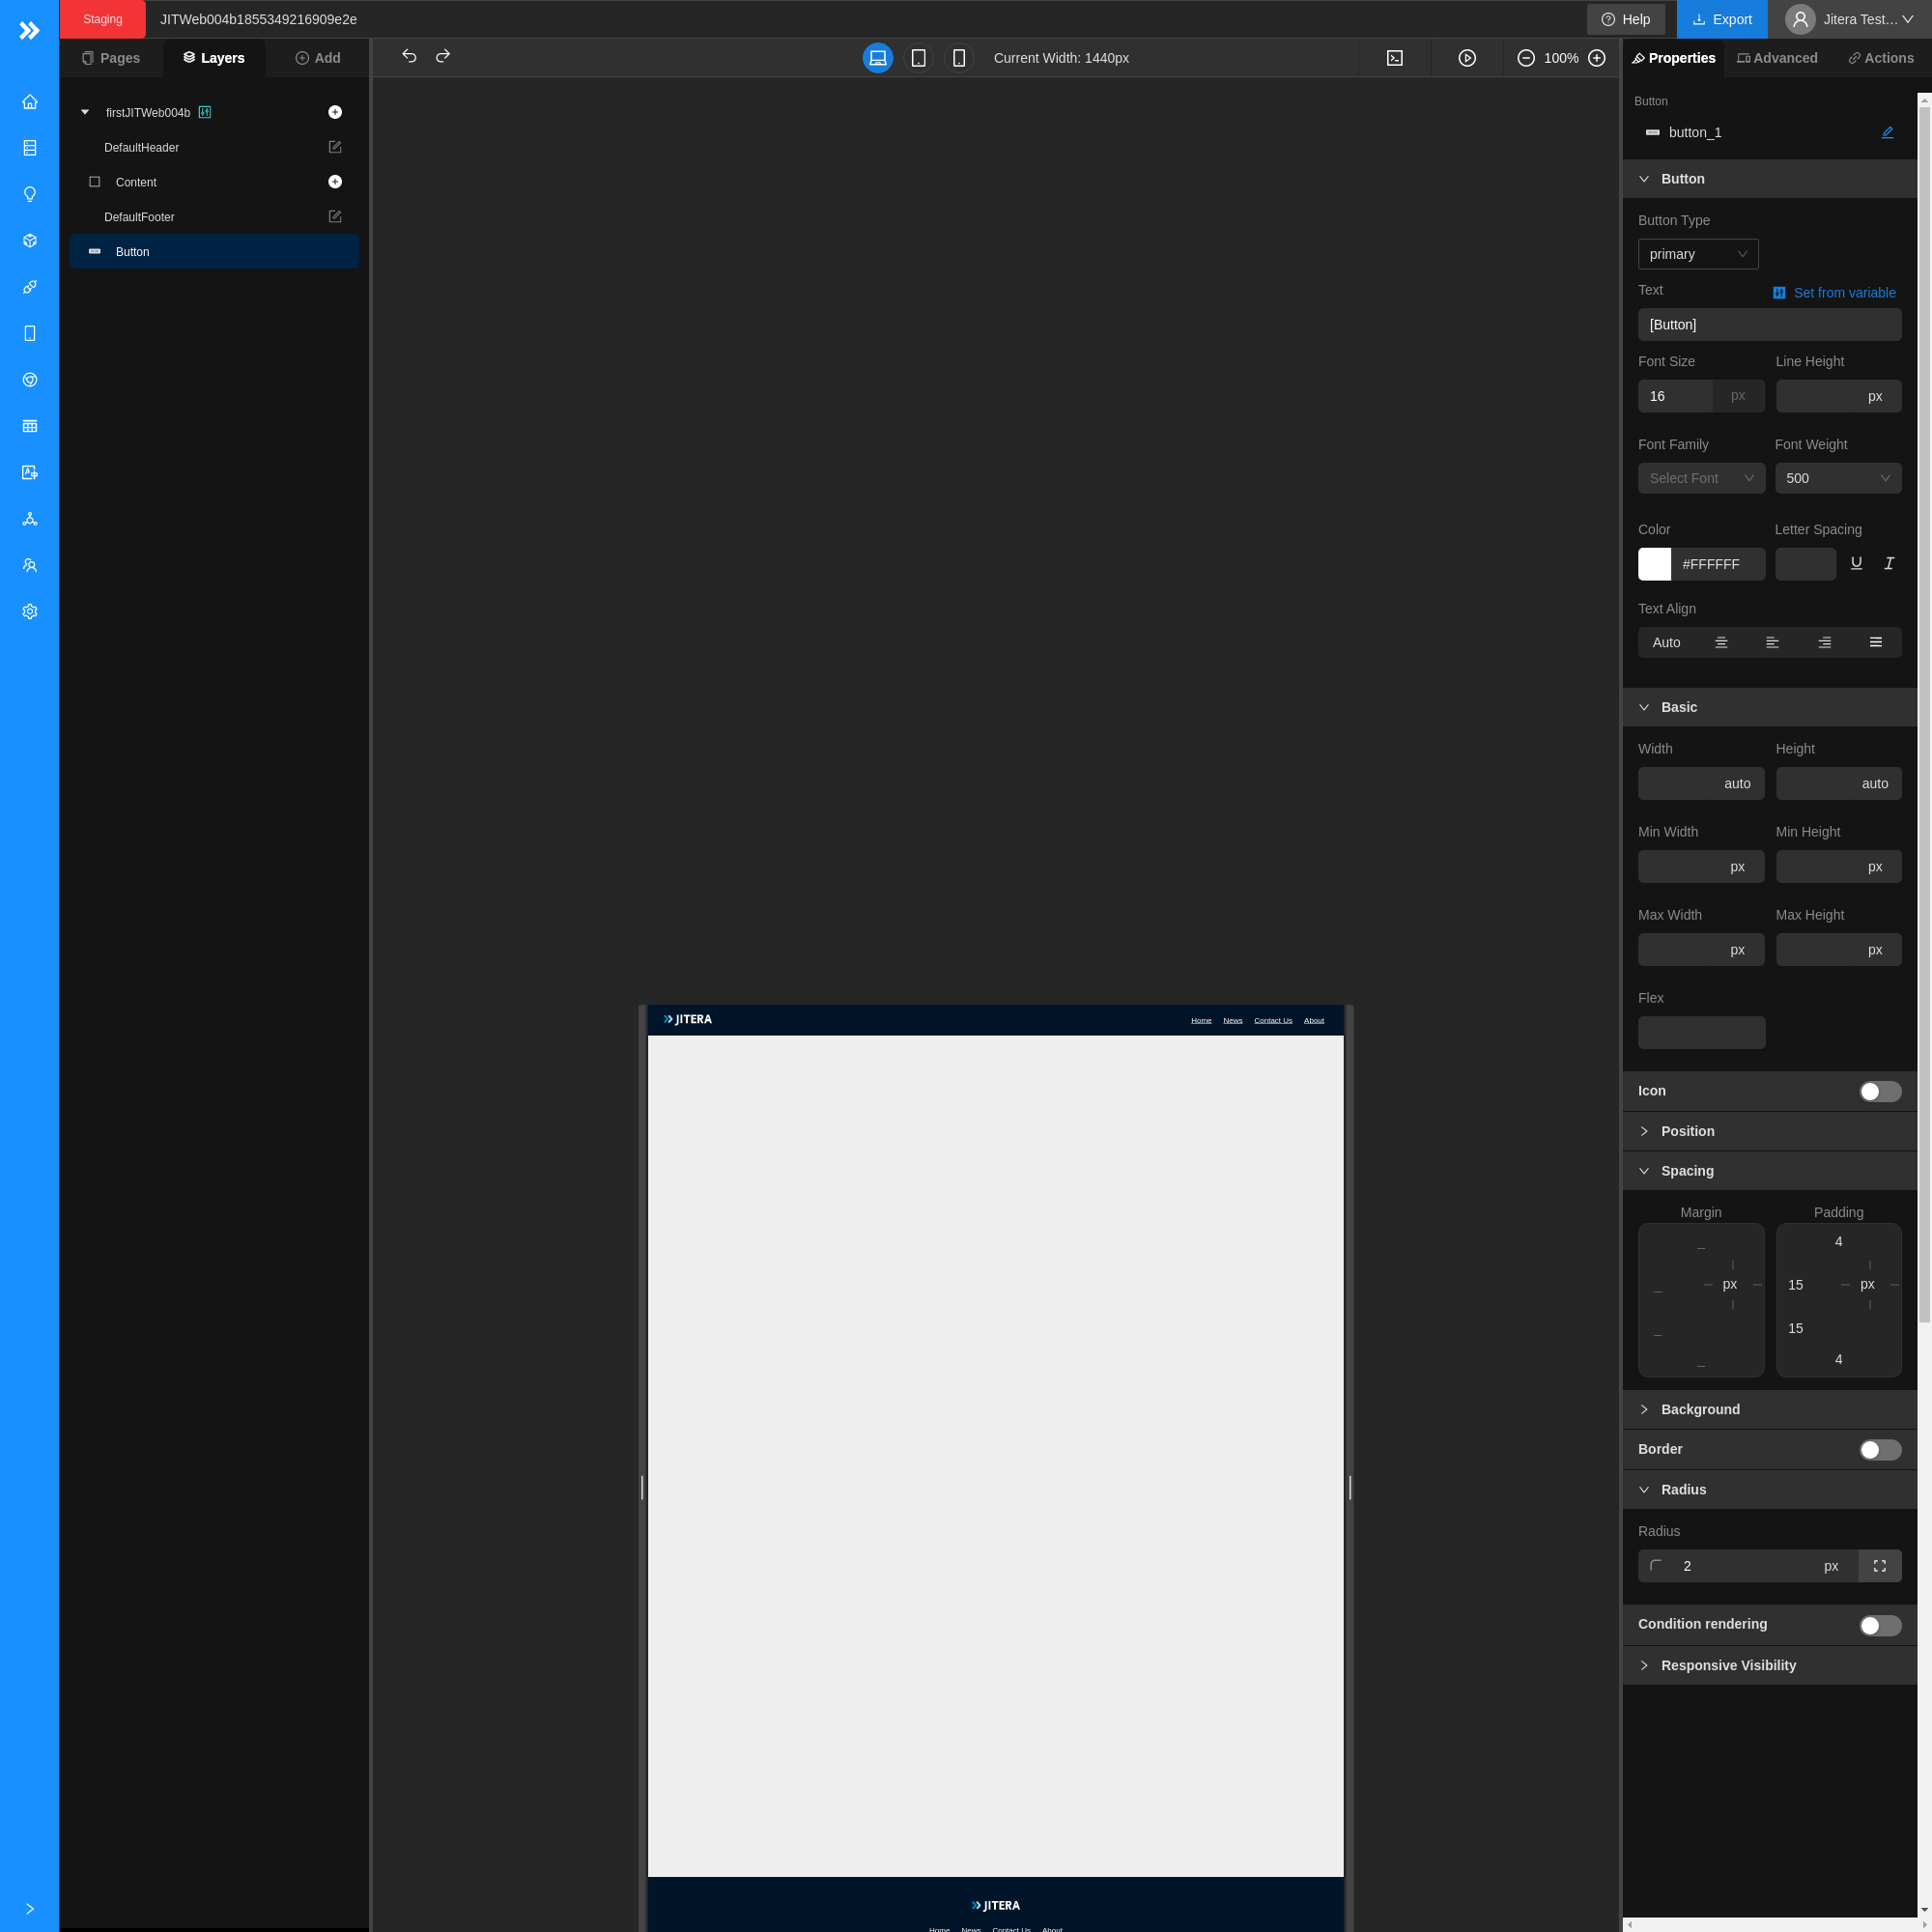 Staging
JITWeb004b1855349216909e2e
Help
Export
Jitera Test...
Pages
Layers
Add
Current Width: 1440px
100%
Properties
Advanced
Actions
firstJITWeb004b
DefaultHeader
Content
DefaultFooter
Button
JITERA
Home News Contact Us About
JITERA
Home News Contact Us About
Button
button_1
Button
Button Type
primary
Text
Set from variable
[Button]
Font Size Line Height
16 px px
Font Family Font Weight
Select Font 500
Color Letter Spacing
#FFFFFF
Text Align
Auto
Basic
Width Height
auto auto
Min Width Min Height
px px
Max Width Max Height
px px
Flex
Icon
Position
Spacing
Margin Padding
4
px 15 px
15
4
Background
Border
Radius
Radius
2 px
Condition rendering
Responsive Visibility